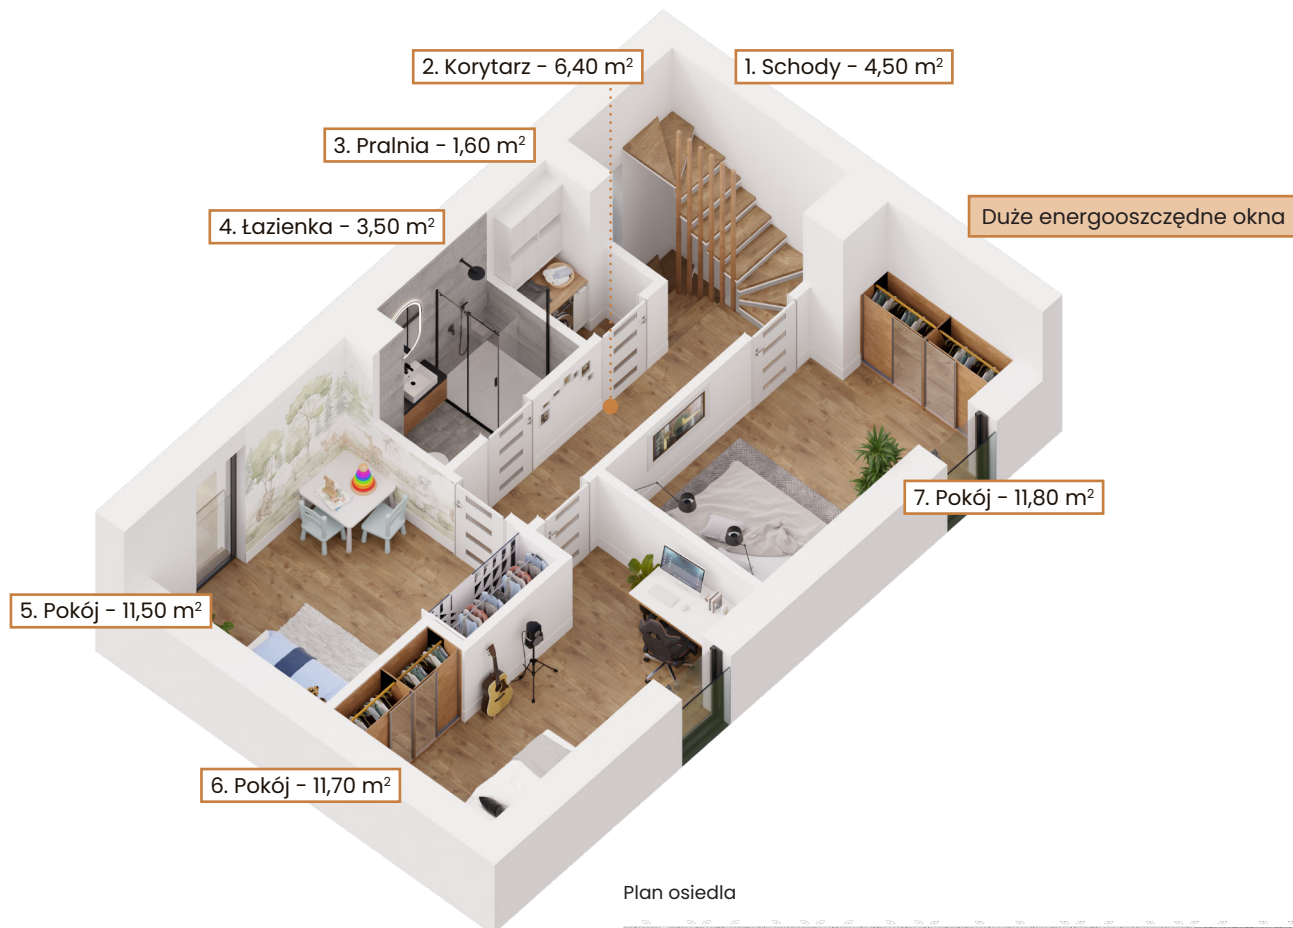 2. Korytarz - 6,40 m²
1. Schody - 4,50 m²
3. Pralnia - 1,60 m²
4. Łazienka - 3,50 m²
Duże energooszczędne okna
7. Pokój - 11,80 m²
5. Pokój - 11,50 m²
6. Pokój - 11,70 m²
Plan osiedla